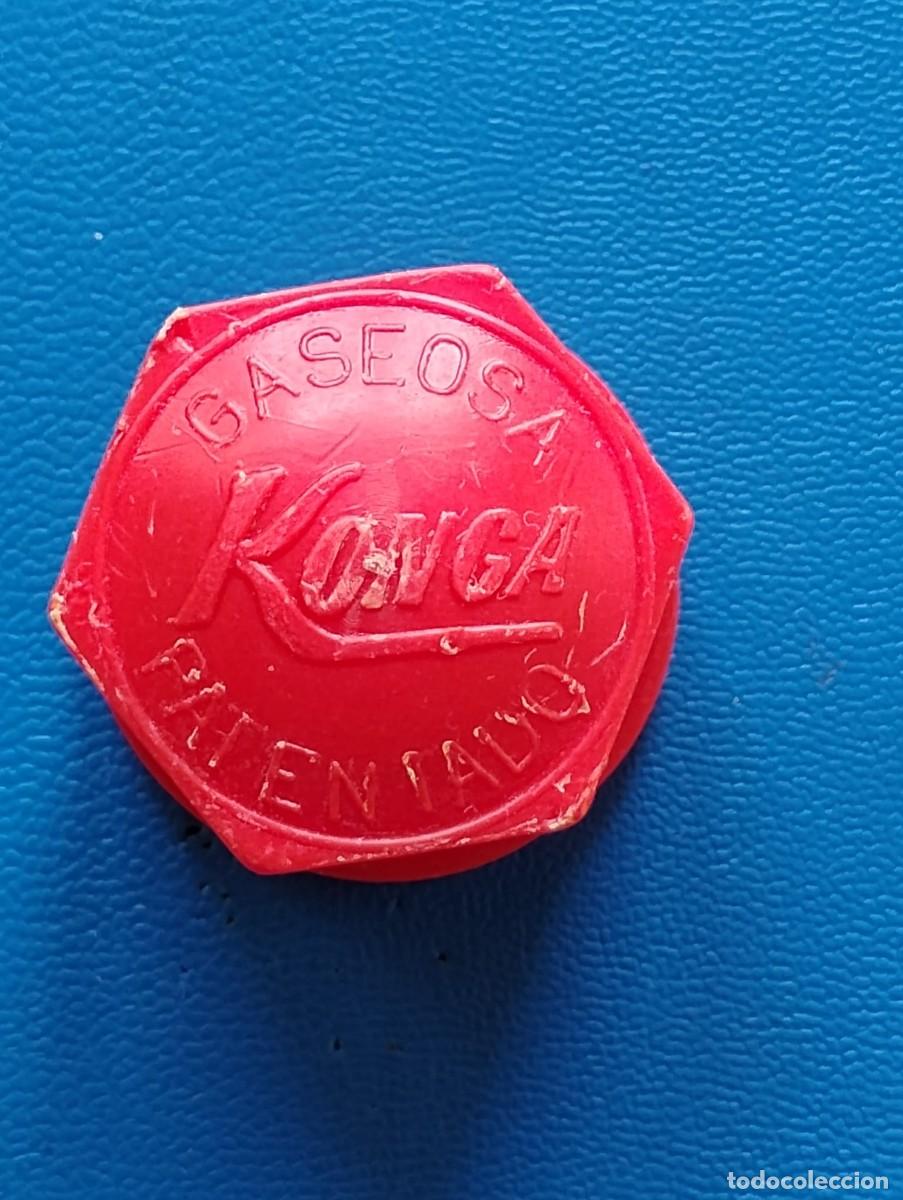 GASEOSA
KONGA
PATENTADO
todocoleccion